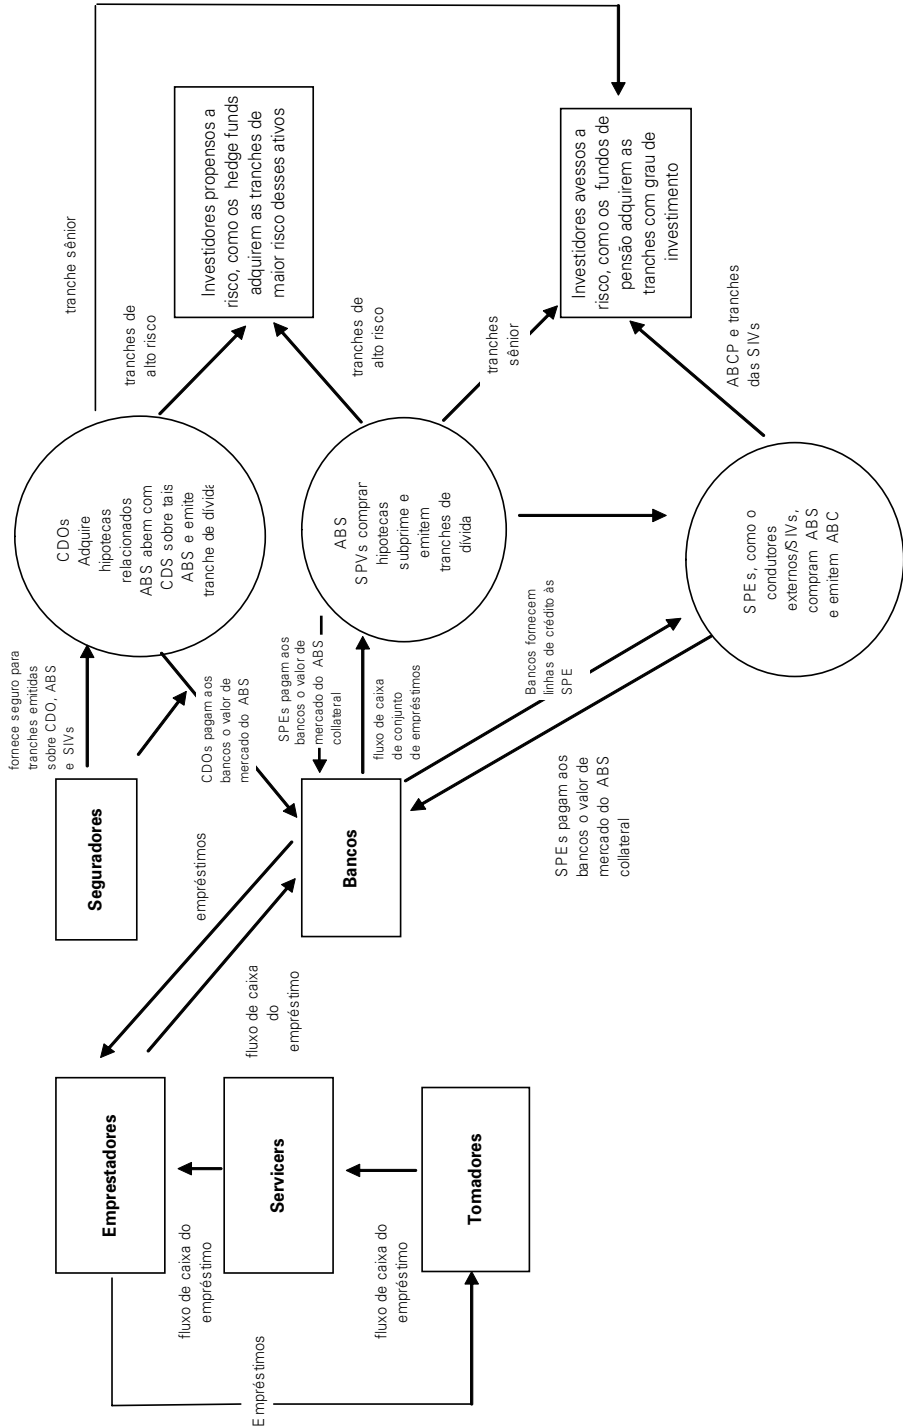 Empréstimos
Emprestadores
fluxo de caixa do
empréstimo
Servicers
fluxo de caixa do
empréstimo
Tomadores
fluxo de caixa
do
empréstimo
empréstimos
Seguradores
fornece seguro para
tranches emitidas
sobre CDO, ABS
e SIVs
CDOs pagam aos
bancos o valor de
mercado do ABS
Bancos
SPEs pagam aos
bancos o valor de
mercado do ABS
collateral
fluxo de caixa
de conjunto
de empréstimos
Bancos fornecem
linhas de crédito às
SPE
SPEs pagam aos
bancos o valor de
mercado do ABS
collateral
CDOs
Adquire
hipotecas
relacionados
ABS abem com
CDS sobre tais
ABS e emite
tranche de dívida
ABS
SPVs comprar
hipotecas
subprime e
emitem
tranches de
dívida
SPEs, como o
condutores
externos/SIVs,
compram ABS
e emitem ABC
tranche sênior
tranches de
alto risco
tranches de
alto risco
tranches
sênior
ABCP e tranches
das SIVs
Investidores propensos a
risco, como os hedge funds
adquirem as tranches de
maior risco desses ativos
Investidores avessos a
risco, como os fundos de
pensão adquirem as
tranches com grau de
investimento